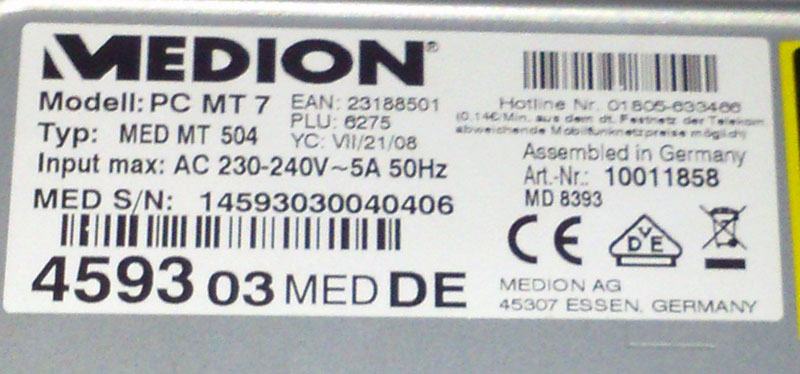 MEDION®
Modell: PC MT 7
EAN: 23188501
Typ: MED MT 504
PLU: 6275
YC: VII/21/08
Input max: AC 230-240V~5A 50Hz
MED S/N: 14593030040406
4593 03 MED DE
Hotline Nr. 01805-633466
(0,14€/Min. aus dem dt. Festnetz der Telekom
abweichende Mobilfunknetzpreise möglich)
Assembled in Germany
Art.-Nr.: 10011858
MD 8393
CE
DVE
MEDION AG
45307 ESSEN, GERMANY